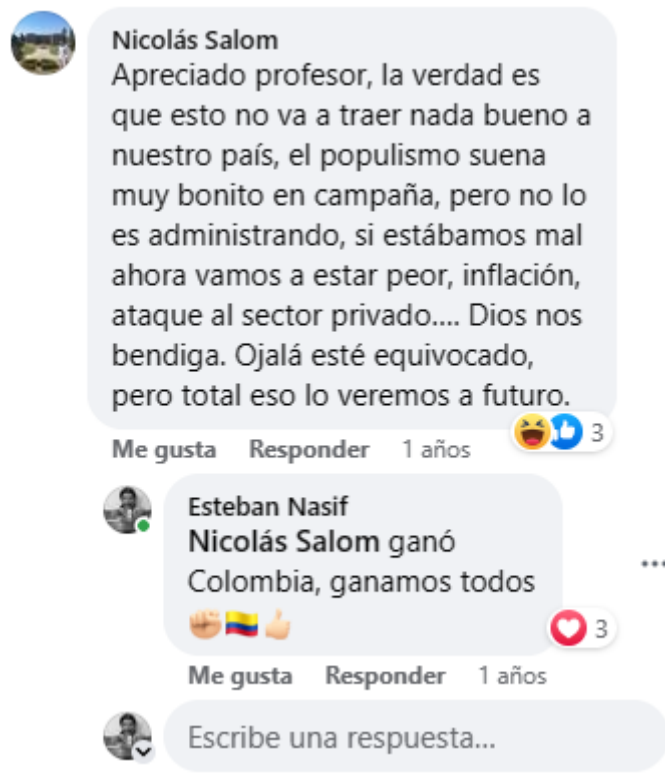 Nicolás Salom
Apreciado profesor, la verdad es
que esto no va a traer nada bueno a
nuestro país, el populismo suena
muy bonito en campaña, pero no lo
es administrando, si estábamos mal
ahora vamos a estar peor, inflación,
ataque al sector privado.... Dios nos
bendiga. Ojalá esté equivocado,
pero total eso lo veremos a futuro.
3
Me gusta Responder 1 años
Esteban Nasif
Nicolás Salom ganó
Colombia, ganamos todos
✊🏼🇨🇴👍🏼
3
Me gusta Responder 1 años
Escribe una respuesta...